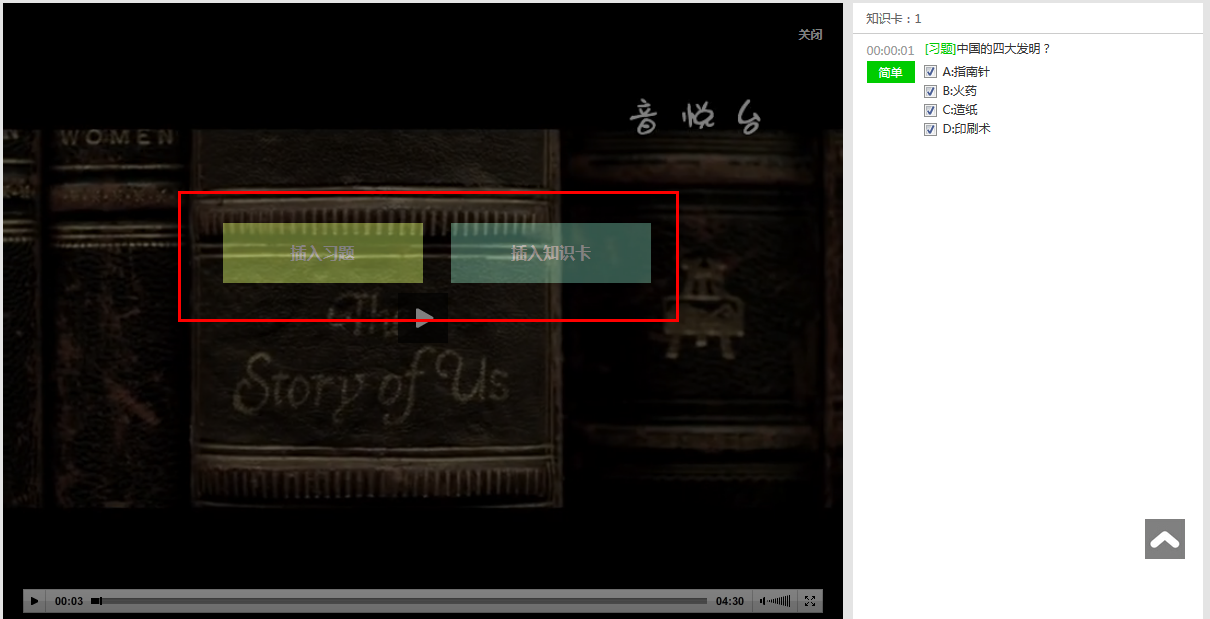 关闭
音悦台
WOMEN
插入习题
插入知识卡
The
Story of Us
00:03
04:30
知识卡：1
00:00:01
[习题]中国的四大发明？
简单
A:指南针
B:火药
C:造纸
D:印刷术